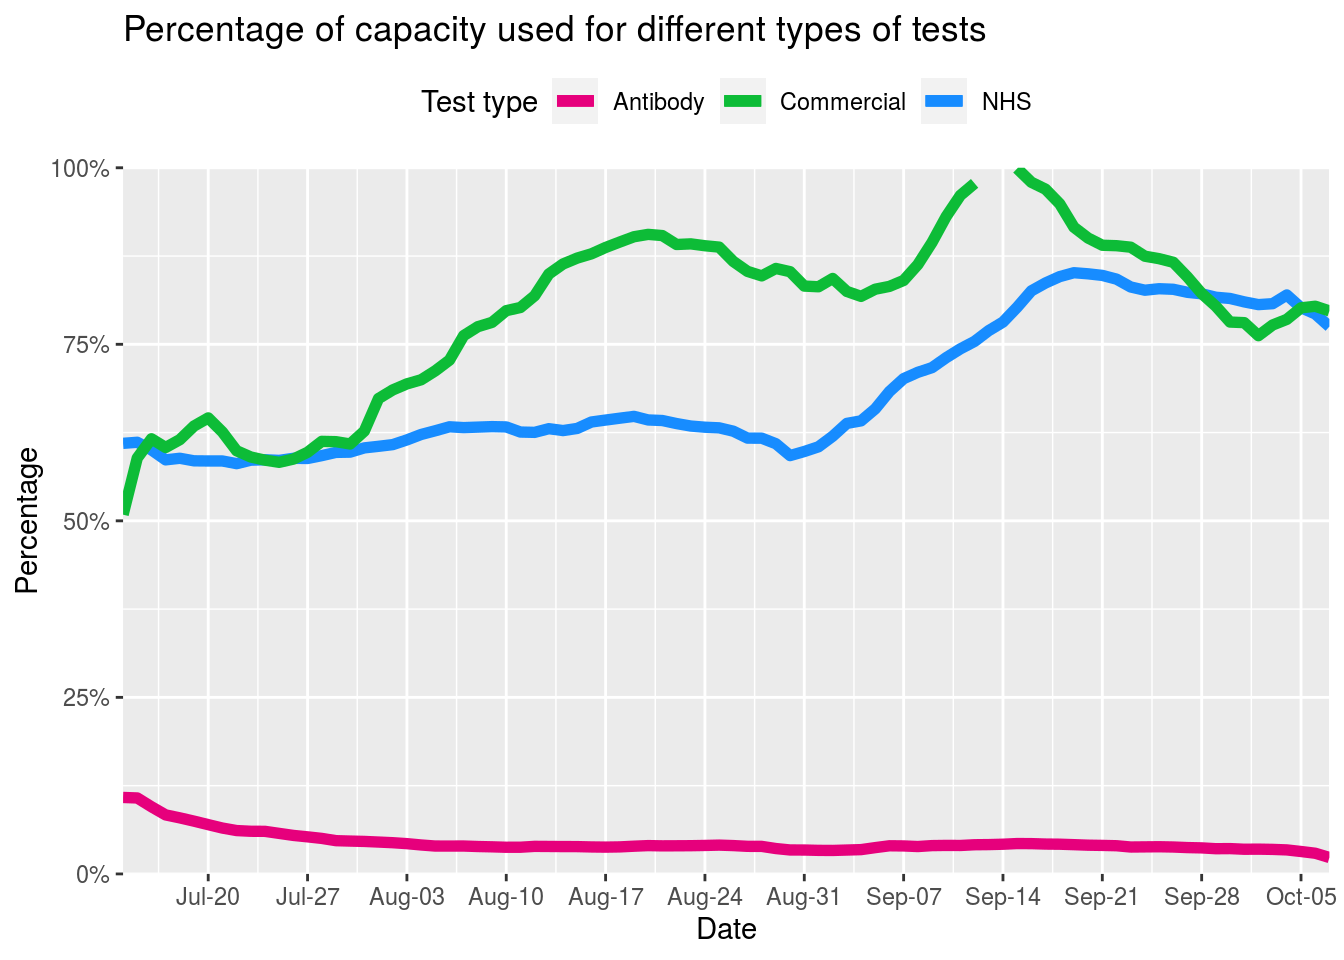 Percentage of capacity used for different types of tests
Test type Antibody Commercial NHS
100%
75%
50%
25%
0%
Percentage
Jul-20 Jul-27 Aug-03 Aug-10 Aug-17 Aug-24 Aug-31 Sep-07 Sep-14 Sep-21 Sep-28 Oct-05
Date